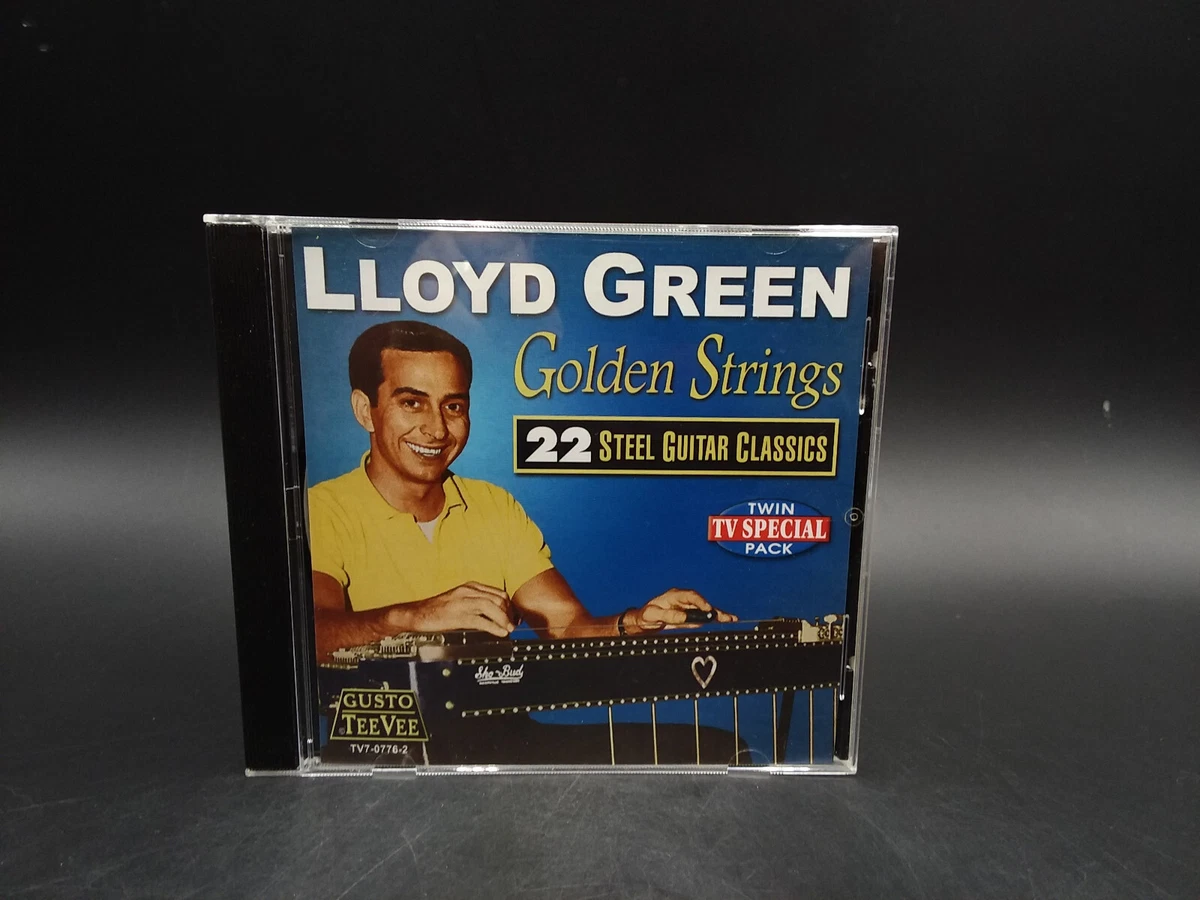 LLOYD GREEN
Golden Strings
22 STEEL GUITAR CLASSICS
TWIN
TV SPECIAL
PACK
Sho~Bud
GUSTO
TEEVEE
TV7-0776-2